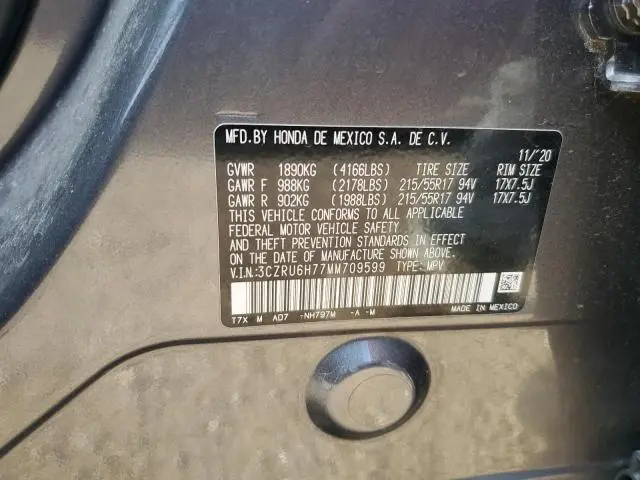 MFD.BY HONDA DE MEXICO S.A. DE C.V.
11/'20
GVWR 1890KG (4166LBS) TIRE SIZE RIM SIZE
GAWR F 988KG (2178LBS) 215/55R17 94V 17X7.5J
GAWR R 902KG (1988LBS) 215/55R17 94V 17X7.5J
THIS VEHICLE CONFORMS TO ALL APPLICABLE
FEDERAL MOTOR VEHICLE SAFETY
AND THEFT PREVENTION STANDARDS IN EFFECT
ON THE DATE OF MANUFACTURE SHOWN ABOVE.
V.I.N:3CZRU6H77MM709599 TYPE: MPV
T7X M AD7 -NH797M -A -M MADE IN MEXICO